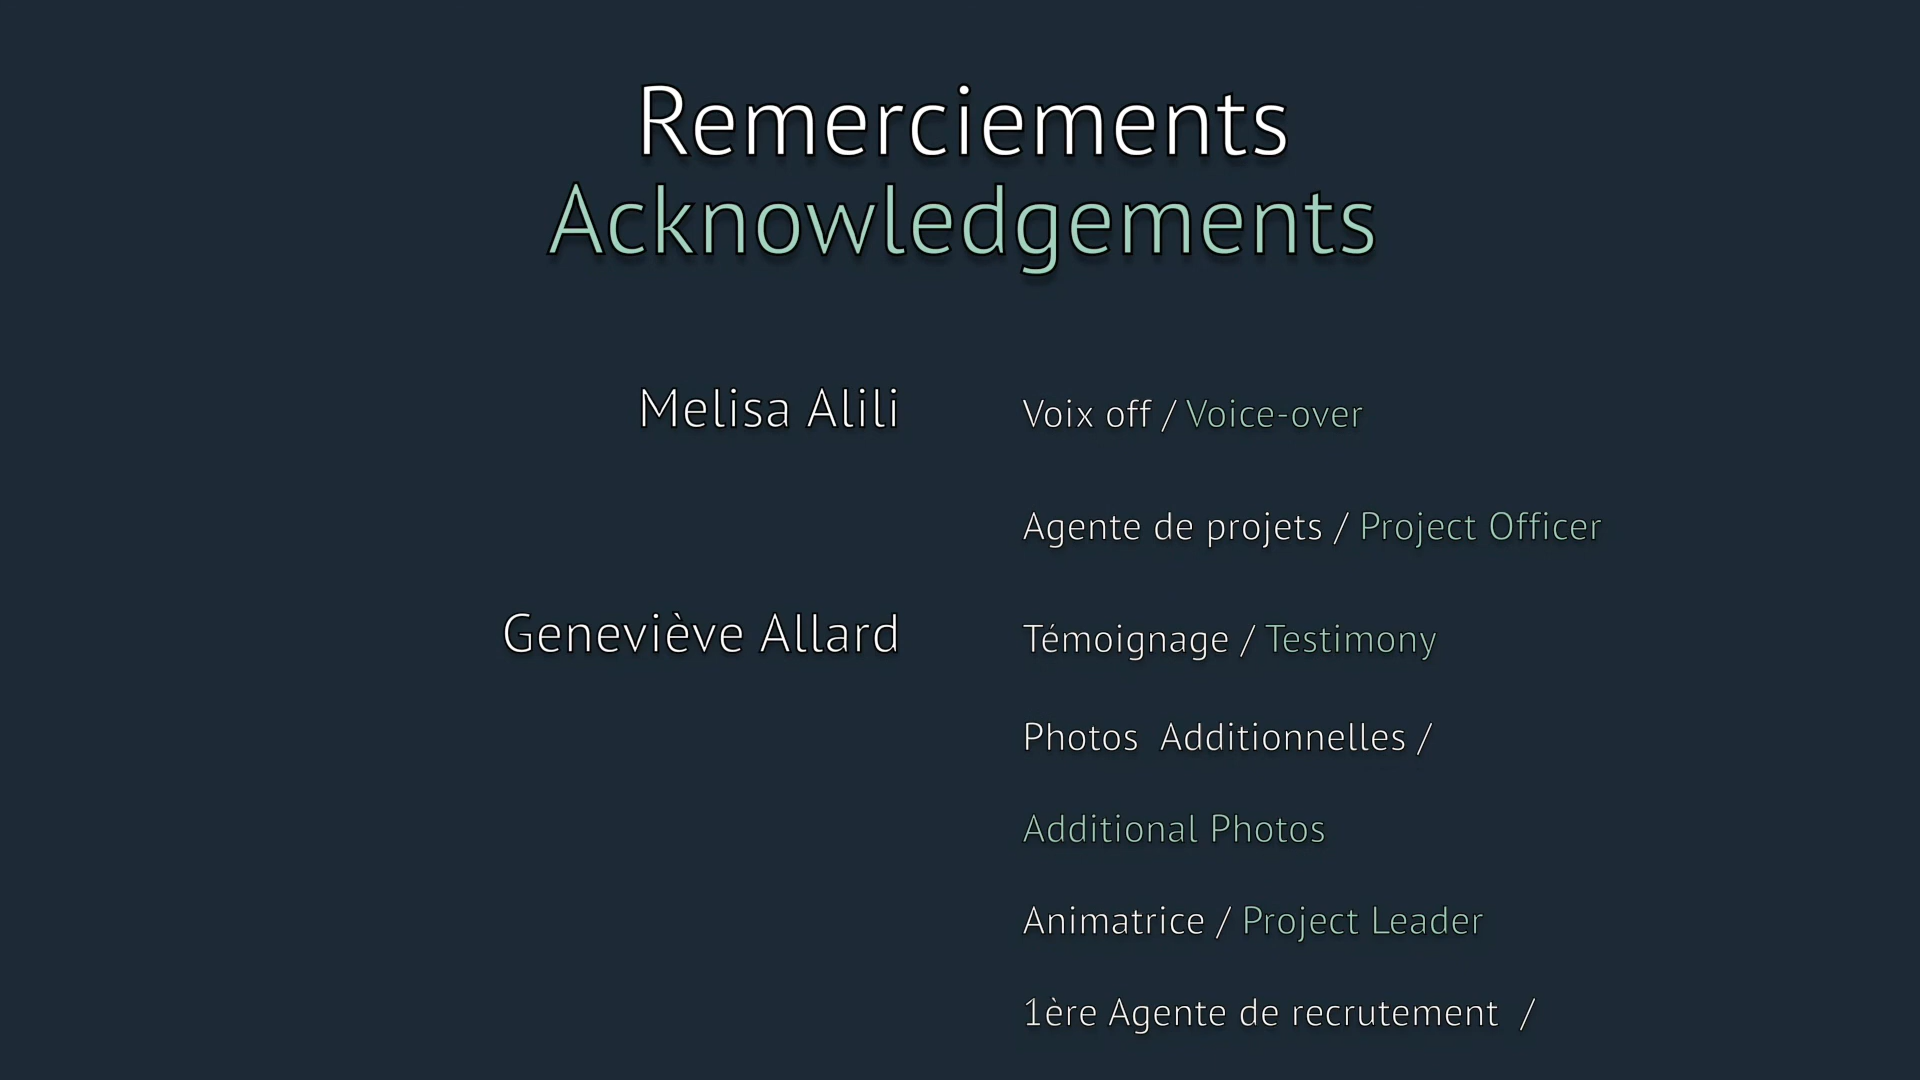 Remerciements
Acknowledgements
Melisa Alili Voix off / Voice-over
Agente de projets / Project Officer
Geneviève Allard Témoignage / Testimony
Photos  Additionnelles /
Additional Photos
Animatrice / Project Leader
1ère Agente de recrutement  /